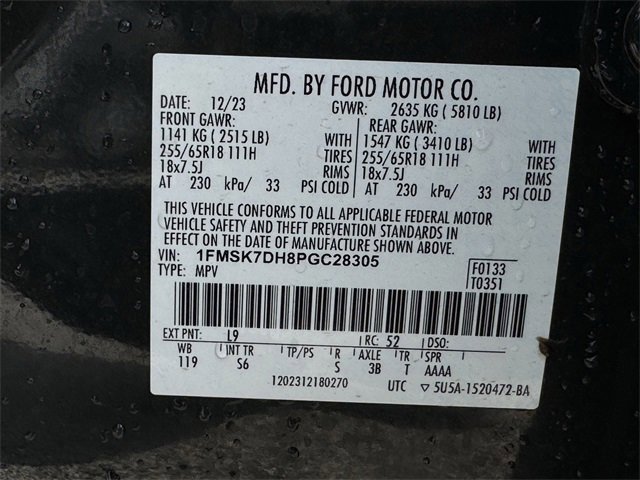 MFD. BY FORD MOTOR CO.
DATE: 12/23 GVWR: 2635 KG ( 5810 LB)
FRONT GAWR: REAR GAWR:
1141 KG ( 2515 LB) WITH 1547 KG ( 3410 LB) WITH
255/65R18 111H TIRES 255/65R18 111H TIRES
18x7.5J RIMS 18x7.5J RIMS
AT 230 kPa/ 33 PSI COLD AT 230 kPa/ 33 PSI COLD
THIS VEHICLE CONFORMS TO ALL APPLICABLE FEDERAL MOTOR
VEHICLE SAFETY AND THEFT PREVENTION STANDARDS IN
EFFECT ON THE DATE OF MANUFACTURE SHOWN ABOVE.
VIN: 1FMSK7DH8PGC28305 F0133
TYPE: MPV T0351
EXT PNT: L9 RC: 52 DSO:
WB INT TR TP/PS R AXLE TR SPR
119 S6 S 3B T AAAA
1202312180270 UTC ▽ 5U5A-1520472-BA